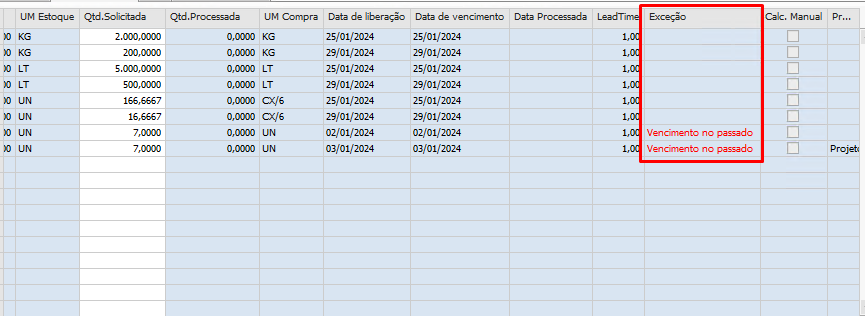 UM Estoque Qtd.Solicitada Qtd.Processada UM Compra Data de liberação Data de vencimento Data Processada LeadTime Exceção Calc. Manual Pr...
00 KG 2.000,0000 0,0000 KG 25/01/2024 25/01/2024 1,00
00 KG 200,0000 0,0000 KG 29/01/2024 29/01/2024 1,00
00 LT 5.000,0000 0,0000 LT 25/01/2024 25/01/2024 1,00
00 LT 500,0000 0,0000 LT 29/01/2024 29/01/2024 1,00
00 UN 166,6667 0,0000 CX/6 25/01/2024 25/01/2024 1,00
00 UN 16,6667 0,0000 CX/6 29/01/2024 29/01/2024 1,00
00 UN 7,0000 0,0000 UN 02/01/2024 02/01/2024 1,00 Vencimento no passado
00 UN 7,0000 0,0000 UN 03/01/2024 03/01/2024 1,00 Vencimento no passado Projeto